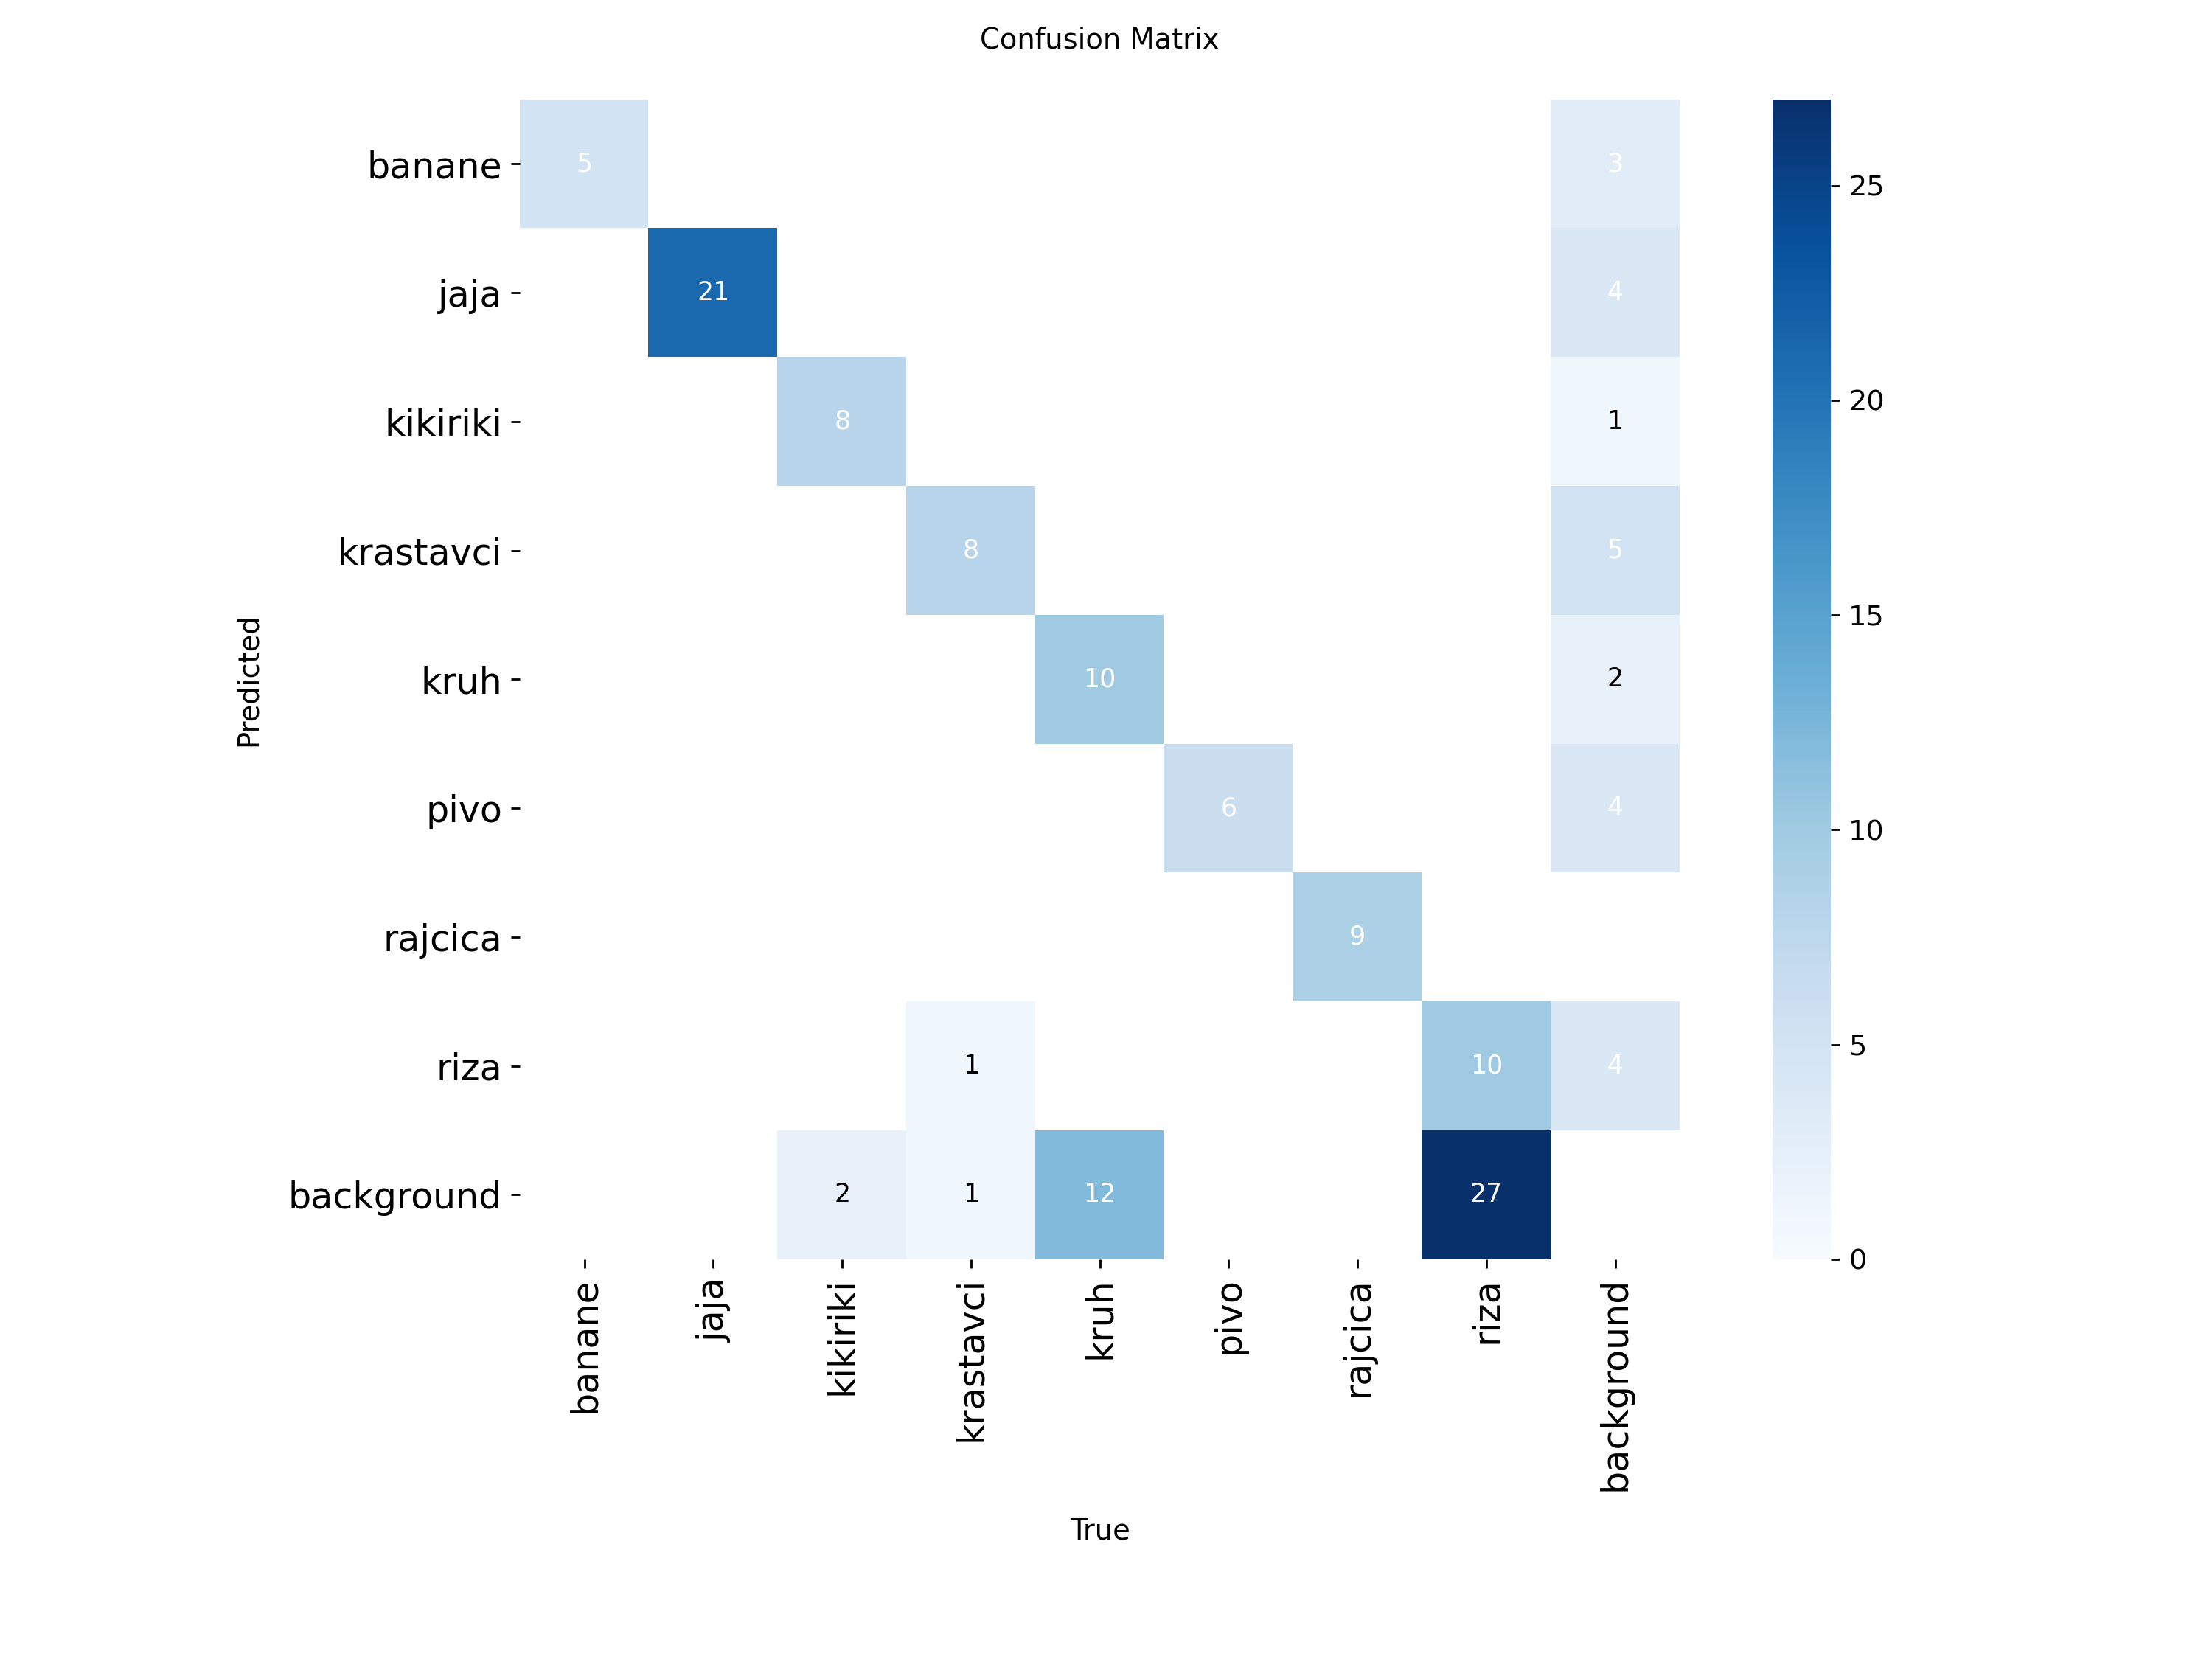 Confusion Matrix
banane 5 3
jaja 21 4
kikiriki 8 1
krastavci 8 5
kruh 10 2
pivo 6 4
rajcica 9
riza 1 10 4
background 2 1 12 27
Predicted
banane jaja kikiriki krastavci kruh pivo rajcica riza background
True
25
20
15
10
5
0